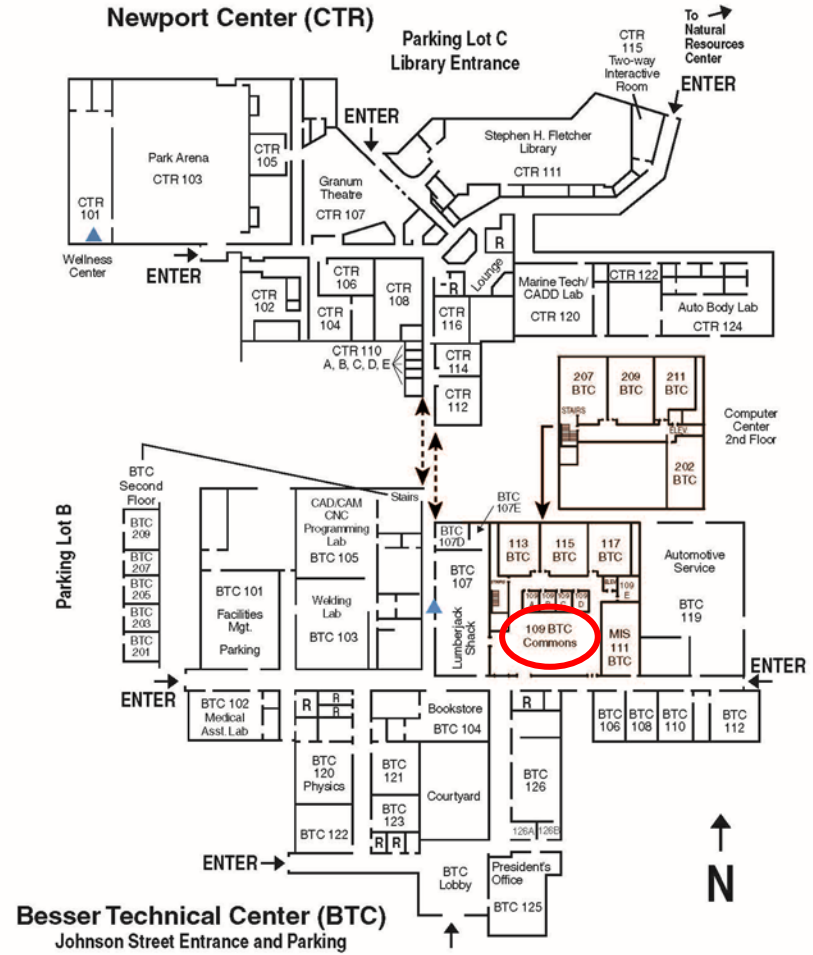 Newport Center (CTR)
To
Natural
Resources
Center
Parking Lot C
Library Entrance
CTR
115
Two-way
Interactive
Room
ENTER
ENTER
Stephen H. Fletcher
Library
CTR 111
Park Arena
CTR 103
CTR
105
Granum
Theatre
CTR 107
CTR
101
Wellness
Center
ENTER
R
Lounge
R
CTR
102
CTR
106
CTR
104
CTR
108
CTR
116
Marine Tech/
CADD Lab
CTR 120
CTR 122
Auto Body Lab
CTR 124
CTR 110
A, B, C, D, E
CTR
114
CTR
112
207
BTC
209
BTC
211
BTC
STAIRS
ELEV
202
BTC
Computer
Center
2nd Floor
BTC
Second
Floor
BTC
209
BTC
207
BTC
205
BTC
203
BTC
201
Parking Lot B
Stairs
CAD/CAM
CNC
Programming
Lab
BTC 105
BTC
107E
BTC
107D
BTC
107
Lumberjack
Shack
113
BTC
115
BTC
117
BTC
STAIRS
ELEV
109
A
109
B
109
C
109
D
109
E
109 BTC
Commons
MIS
111
BTC
Automotive
Service
BTC
119
BTC 101
Facilities
Mgt.
Parking
Welding
Lab
BTC 103
ENTER
ENTER
BTC 102
Medical
Asst. Lab
R
R
R
Bookstore
BTC 104
R
BTC
106
BTC
108
BTC
110
BTC
112
BTC
120
Physics
BTC
121
BTC
126
Courtyard
BTC 122
BTC
123
R
R
126A
126B
ENTER
BTC
Lobby
President's
Office
BTC 125
N
Besser Technical Center (BTC)
Johnson Street Entrance and Parking